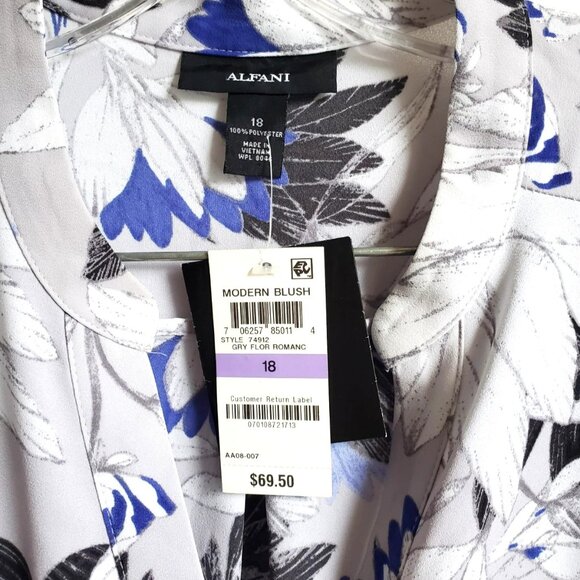 ALFANI
18
100% POLYESTER
MADE IN
VIETNAM
WPL
MODERN BLUSH
7 06257 85011 4
STYLE 74912
GRY FLOR ROMANC
18
Customer Return Label
070108721713
AA08-007
$69.50